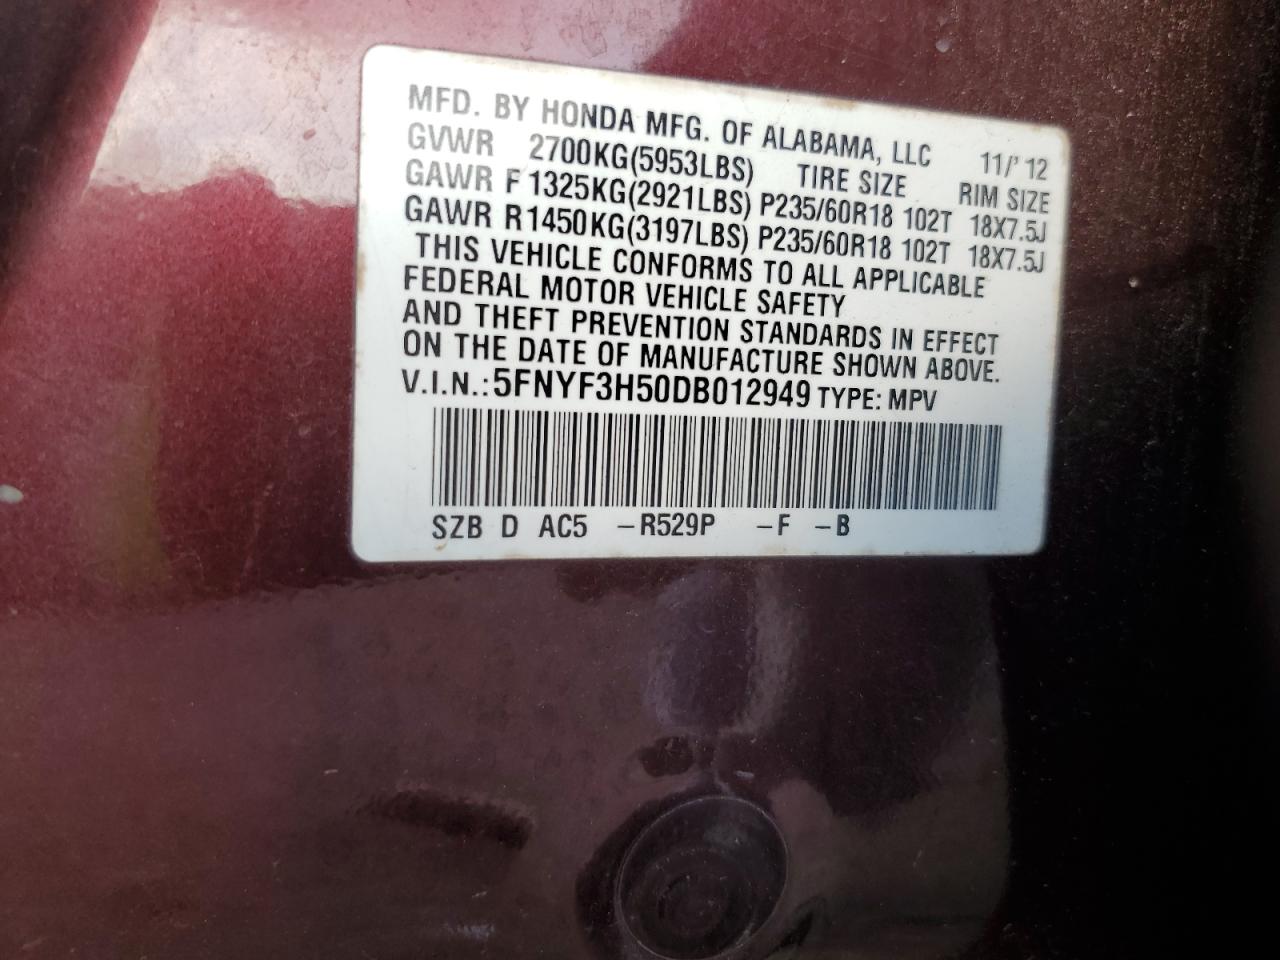 MFD. BY HONDA MFG. OF ALABAMA, LLC 11/'12
GVWR 2700KG(5953LBS) TIRE SIZE RIM SIZE
GAWR F 1325KG(2921LBS) P235/60R18 102T 18X7.5J
GAWR R 1450KG(3197LBS) P235/60R18 102T 18X7.5J
THIS VEHICLE CONFORMS TO ALL APPLICABLE
FEDERAL MOTOR VEHICLE SAFETY
AND THEFT PREVENTION STANDARDS IN EFFECT
ON THE DATE OF MANUFACTURE SHOWN ABOVE.
V.I.N.: 5FNYF3H50DB012949 TYPE: MPV
SZB D AC5 –R529P –F –B